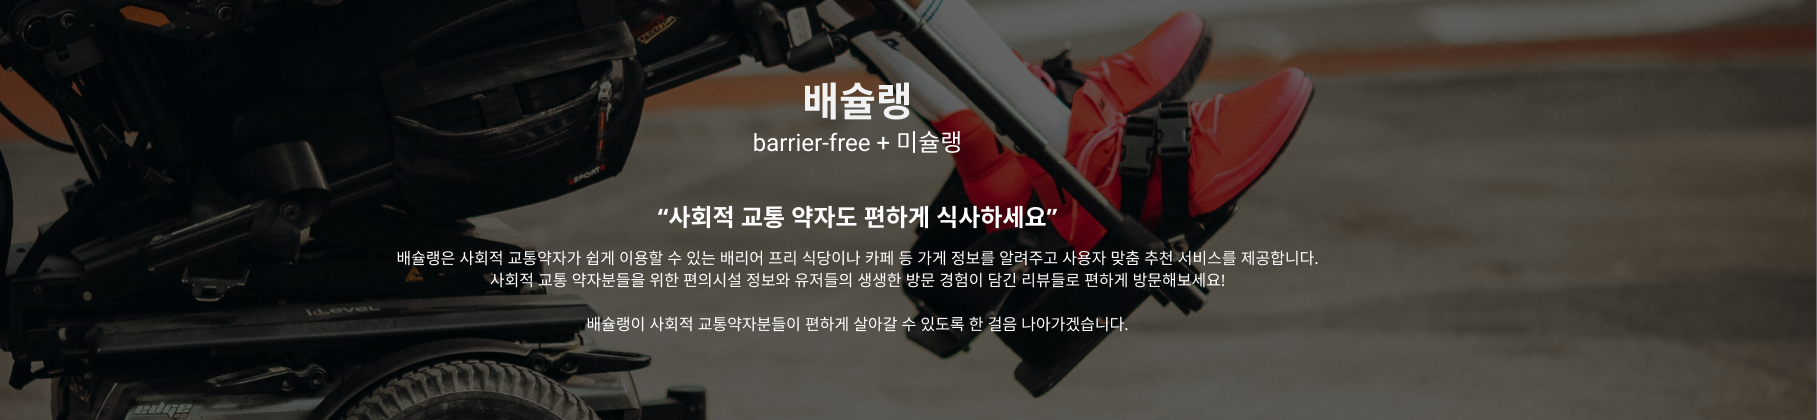 배슐랭
barrier-free + 미슐랭
“사회적 교통 약자도 편하게 식사하세요”
배슐랭은 사회적 교통약자가 쉽게 이용할 수 있는 배리어 프리 식당이나 카페 등 가게 정보를 알려주고 사용자 맞춤 추천 서비스를 제공합니다.
사회적 교통 약자분들을 위한 편의시설 정보와 유저들의 생생한 방문 경험이 담긴 리뷰들로 편하게 방문해보세요!
배슐랭이 사회적 교통약자분들이 편하게 살아갈 수 있도록 한 걸음 나아가겠습니다.
SPORT
i-Level
edge